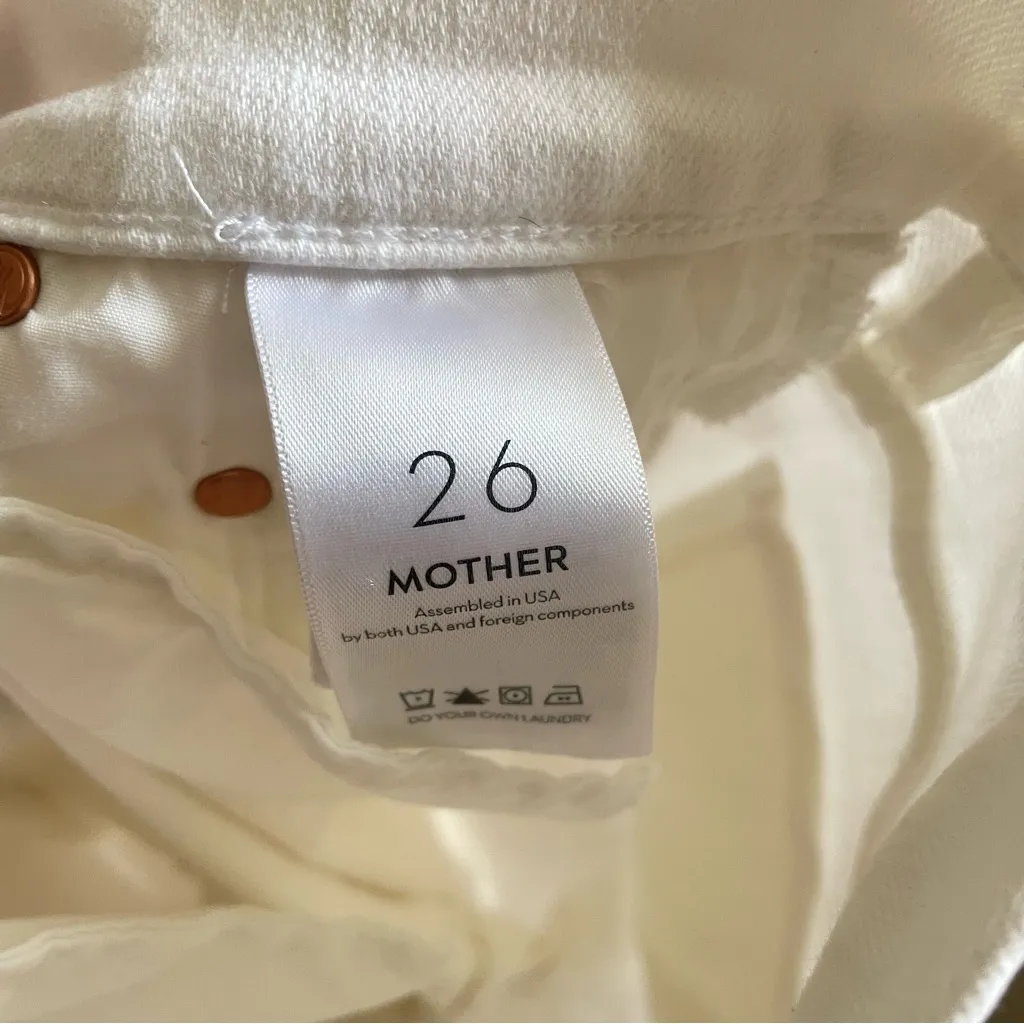 26
MOTHER
Assembled in USA
by both USA and foreign components
DO YOUR OWN LAUNDRY